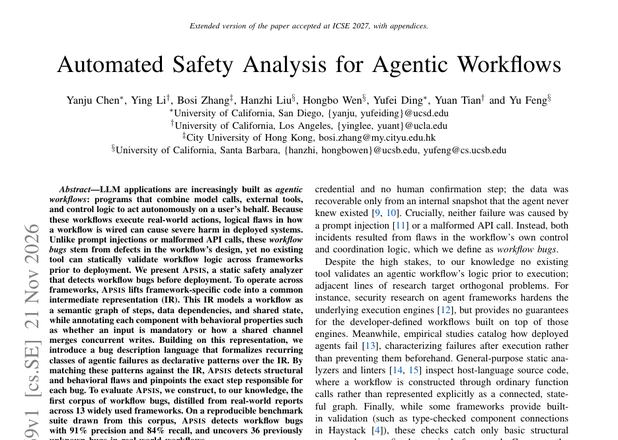 Extended version of the paper accepted at ICSE 2027, with appendices.
Automated Safety Analysis for Agentic Workflows
Yanju Chen*, Ying Li†, Bosi Zhang‡, Hanzhi Liu§, Hongbo Wen§, Yufei Ding*, Yuan Tian† and Yu Feng§
*University of California, San Diego, {yanju, yufeiding}@ucsd.edu
†University of California, Los Angeles, {yinglee, yuant}@ucla.edu
‡City University of Hong Kong, bosi.zhang@my.cityu.edu.hk
§University of California, Santa Barbara, {hanzhi, hongbowen}@ucsb.edu, yufeng@cs.ucsb.edu
Abstract—LLM applications are increasingly built as agentic
workflows: programs that combine model calls, external tools,
and control logic to act autonomously on a user's behalf. Because
these workflows execute real-world actions, logical flaws in how
a workflow is wired can cause severe harm in deployed systems.
Unlike prompt injections or malformed API calls, these workflow
bugs stem from defects in the workflow's design, yet no existing
tool can statically validate workflow logic across frameworks
prior to deployment. We present APSIS, a static safety analyzer
that detects workflow bugs before deployment. To operate across
frameworks, APSIS lifts framework-specific code into a common
intermediate representation (IR). This IR models a workflow as
a semantic graph of steps, data dependencies, and shared state,
while annotating each component with behavioral properties such
as whether an input is mandatory or how a shared channel
merges concurrent writes. Building on this representation, we
introduce a bug description language that formalizes recurring
classes of agentic failures as declarative patterns over the IR. By
matching these patterns against the IR, APSIS detects structural
and behavioral flaws and pinpoints the exact step responsible for
each bug. To evaluate APSIS, we construct, to our knowledge, the
first corpus of workflow bugs, distilled from real-world reports
across 13 widely used frameworks. On a reproducible benchmark
suite drawn from this corpus, APSIS detects workflow bugs
with 91% precision and 84% recall, and uncovers 36 previously
unknown bugs in real-world workflows.
credential and no human confirmation step; the data was
recoverable only from an internal snapshot that the agent never
knew existed [9, 10]. Crucially, neither failure was caused by
a prompt injection [11] or a malformed API call. Instead, both
incidents resulted from flaws in the workflow's own control
and coordination logic, which we define as workflow bugs.
Despite the high stakes, to our knowledge no existing
tool validates an agentic workflow's logic prior to execution;
adjacent lines of research target orthogonal problems. For
instance, security research on agent frameworks hardens the
underlying execution engines [12], but provides no guarantees
for the developer-defined workflows built on top of those
engines. Meanwhile, empirical studies catalog how deployed
agents fail [13], characterizing failures after execution rather
than preventing them beforehand. General-purpose static ana-
lyzers and linters [14, 15] inspect host-language source code,
where a workflow is constructed through ordinary function
calls rather than represented explicitly as a connected, state-
ful graph. Finally, while some frameworks provide built-
in validation (such as type-checked component connections
in Haystack [4]), these checks catch only basic structural
9v1 [cs.SE] 21 Nov 2026